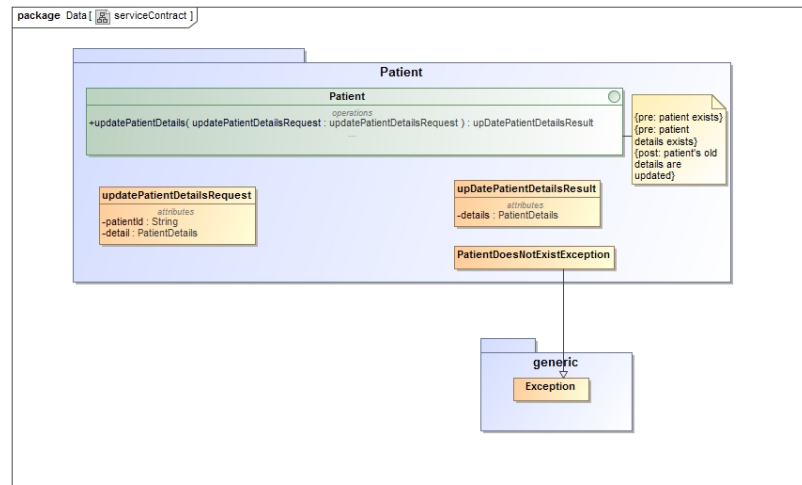 package Data [ serviceContract ]
Patient
Patient
operations
+updatePatientDetails( updatePatientDetailsRequest : updatePatientDetailsRequest ) : upDatePatientDetailsResult
...
{pre: patient exists}
{pre: patient
details exists}
{post: patient's old
details are
updated}
updatePatientDetailsRequest
attributes
-patientId : String
-detail : PatientDetails
upDatePatientDetailsResult
attributes
-details : PatientDetails
PatientDoesNotExistException
generic
Exception